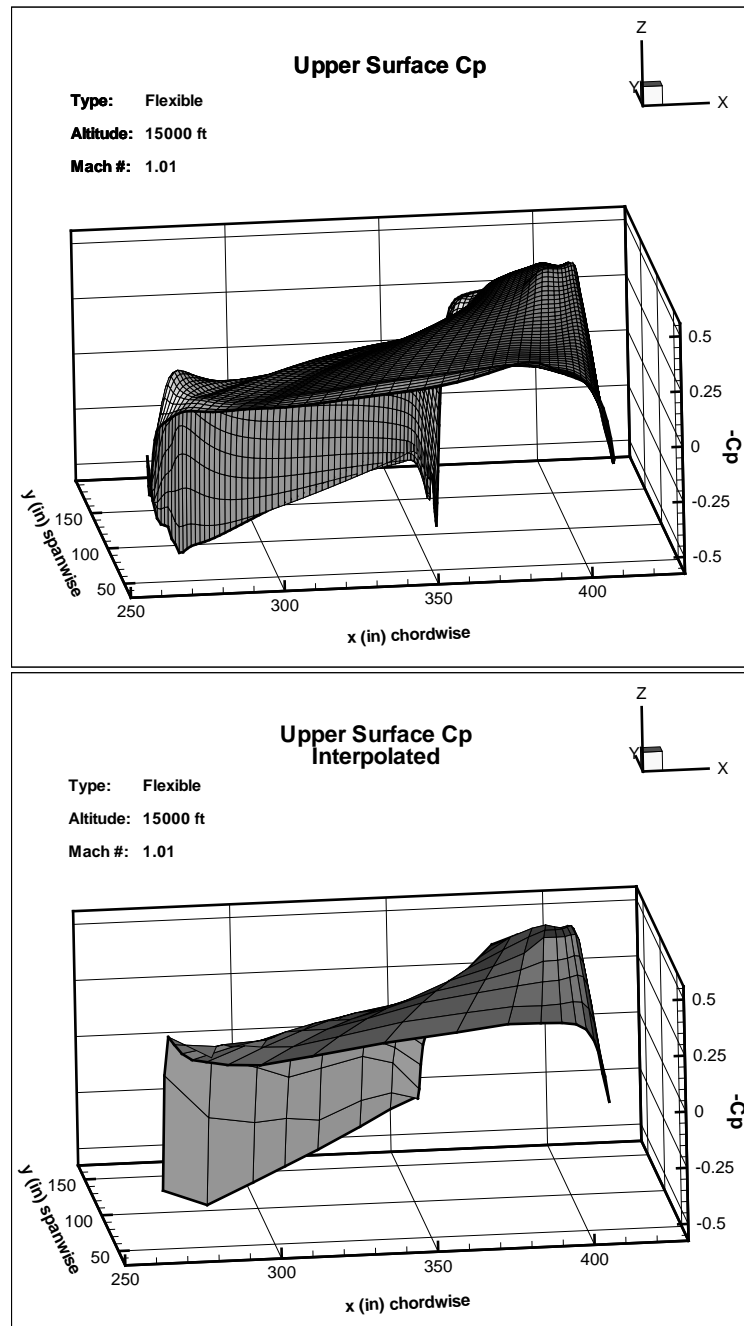 Z
Upper Surface Cp
Y
X
Type: Flexible
Altitude: 15000 ft
Mach #: 1.01
0.5
0.25
0
-0.25
-0.5
-Cp
150
100
50
y (in) spanwise
250
300
350
400
x (in) chordwise
Z
Upper Surface Cp
Interpolated
Y
X
Type: Flexible
Altitude: 15000 ft
Mach #: 1.01
0.5
0.25
0
-0.25
-0.5
-Cp
150
100
50
y (in) spanwise
250
300
350
400
x (in) chordwise